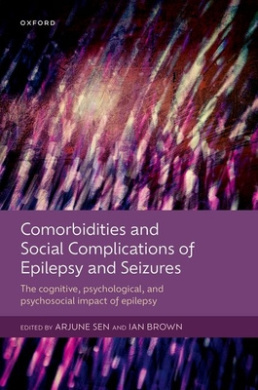 OXFORD
Comorbidities and
Social Complications of
Epilepsy and Seizures
The cognitive, psychological, and
psychosocial impact of epilepsy
EDITED BY ARJUNE SEN AND IAN BROWN